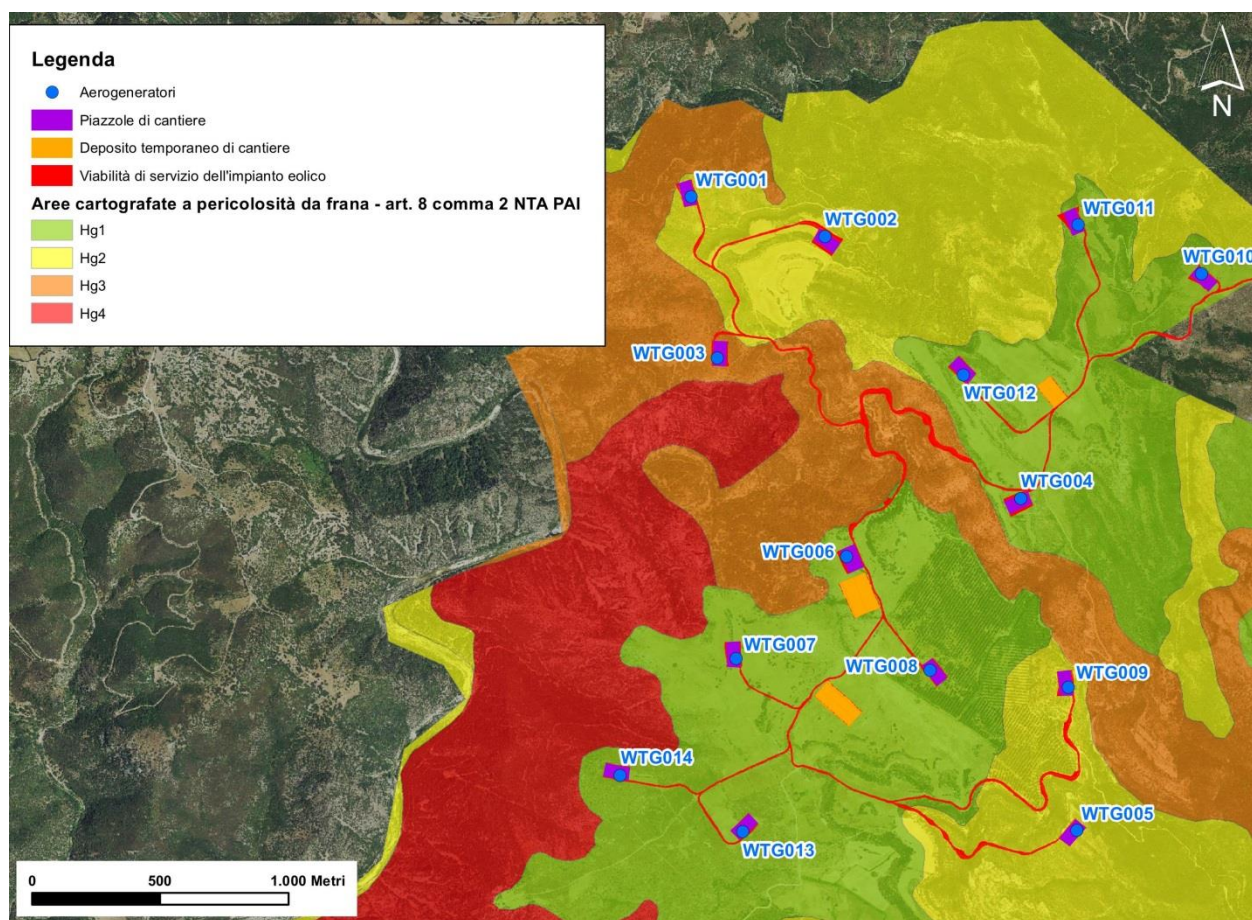 Legenda
Aerogeneratori
Piazzole di cantiere
Deposito temporaneo di cantiere
Viabilità di servizio dell'impianto eolico
Aree cartografate a pericolosità da frana - art. 8 comma 2 NTA PAI
Hg1
Hg2
Hg3
Hg4
N
WTG001
WTG002
WTG011
WTG010
WTG003
WTG012
WTG004
WTG006
WTG007
WTG008
WTG009
WTG014
WTG005
WTG013
0 500 1.000 Metri